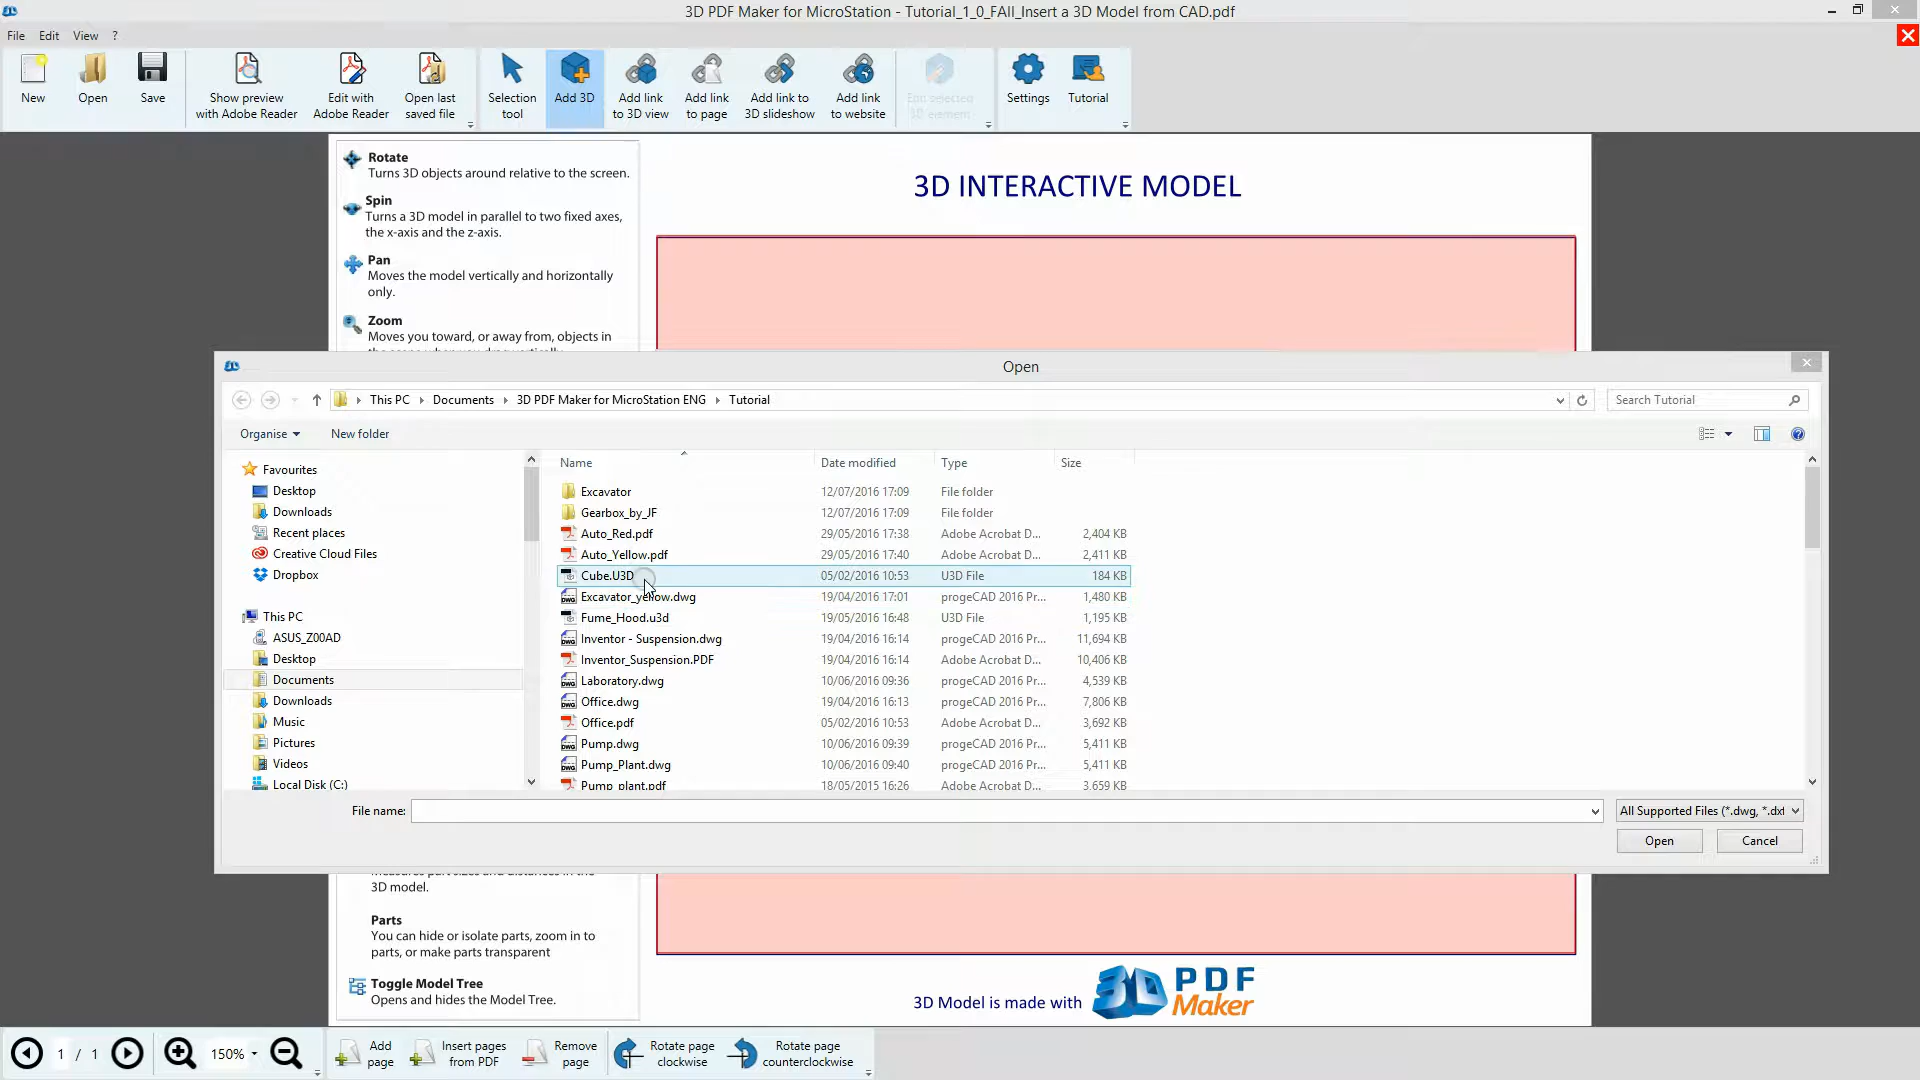 3D PDF Maker for MicroStation - Tutorial_1_0_FAll_Insert a 3D Model from CAD.pdf
File Edit View ?
New
Open
Save
Show preview
with Adobe Reader
Edit with
Adobe Reader
Open last
saved file
Selection
tool
Add 3D
Add link
to 3D view
Add link
to page
Add link to
3D slideshow
Add link
to website
Edit selected
3D element
Settings
Tutorial
Rotate
Turns 3D objects around relative to the screen.
Spin
Turns a 3D model in parallel to two fixed axes,
the x-axis and the z-axis.
Pan
Moves the model vertically and horizontally
only.
Zoom
Moves you toward, or away from, objects in
3D INTERACTIVE MODEL
Open
This PC Documents 3D PDF Maker for MicroStation ENG Tutorial
Search Tutorial
Organise New folder
Favourites
Desktop
Downloads
Recent places
Creative Cloud Files
Dropbox
This PC
ASUS_Z00AD
Desktop
Documents
Downloads
Music
Pictures
Videos
Local Disk (C:)
Name Date modified Type Size
Excavator 12/07/2016 17:09 File folder
Gearbox_by_JF 12/07/2016 17:09 File folder
Auto_Red.pdf 29/05/2016 17:38 Adobe Acrobat D... 2,404 KB
Auto_Yellow.pdf 29/05/2016 17:40 Adobe Acrobat D... 2,411 KB
Cube.U3D 05/02/2016 10:53 U3D File 184 KB
Excavator_yellow.dwg 19/04/2016 17:01 progeCAD 2016 Pr... 1,480 KB
Fume_Hood.u3d 19/05/2016 16:48 U3D File 1,195 KB
Inventor - Suspension.dwg 19/04/2016 16:14 progeCAD 2016 Pr... 11,694 KB
Inventor_Suspension.PDF 19/04/2016 16:14 Adobe Acrobat D... 10,406 KB
Laboratory.dwg 10/06/2016 09:36 progeCAD 2016 Pr... 4,539 KB
Office.dwg 19/04/2016 16:13 progeCAD 2016 Pr... 7,806 KB
Office.pdf 05/02/2016 10:53 Adobe Acrobat D... 3,692 KB
Pump.dwg 10/06/2016 09:39 progeCAD 2016 Pr... 5,411 KB
Pump_Plant.dwg 10/06/2016 09:40 progeCAD 2016 Pr... 5,411 KB
Pump_plant.pdf 18/05/2015 16:26 Adobe Acrobat D... 3,659 KB
File name:
All Supported Files (*.dwg, *.dxf
Open Cancel
3D model.
Parts
You can hide or isolate parts, zoom in to
parts, or make parts transparent
Toggle Model Tree
Opens and hides the Model Tree.
3D Model is made with
3D PDF Maker
1 / 1
150%
Add
page
Insert pages
from PDF
Remove
page
Rotate page
clockwise
Rotate page
counterclockwise